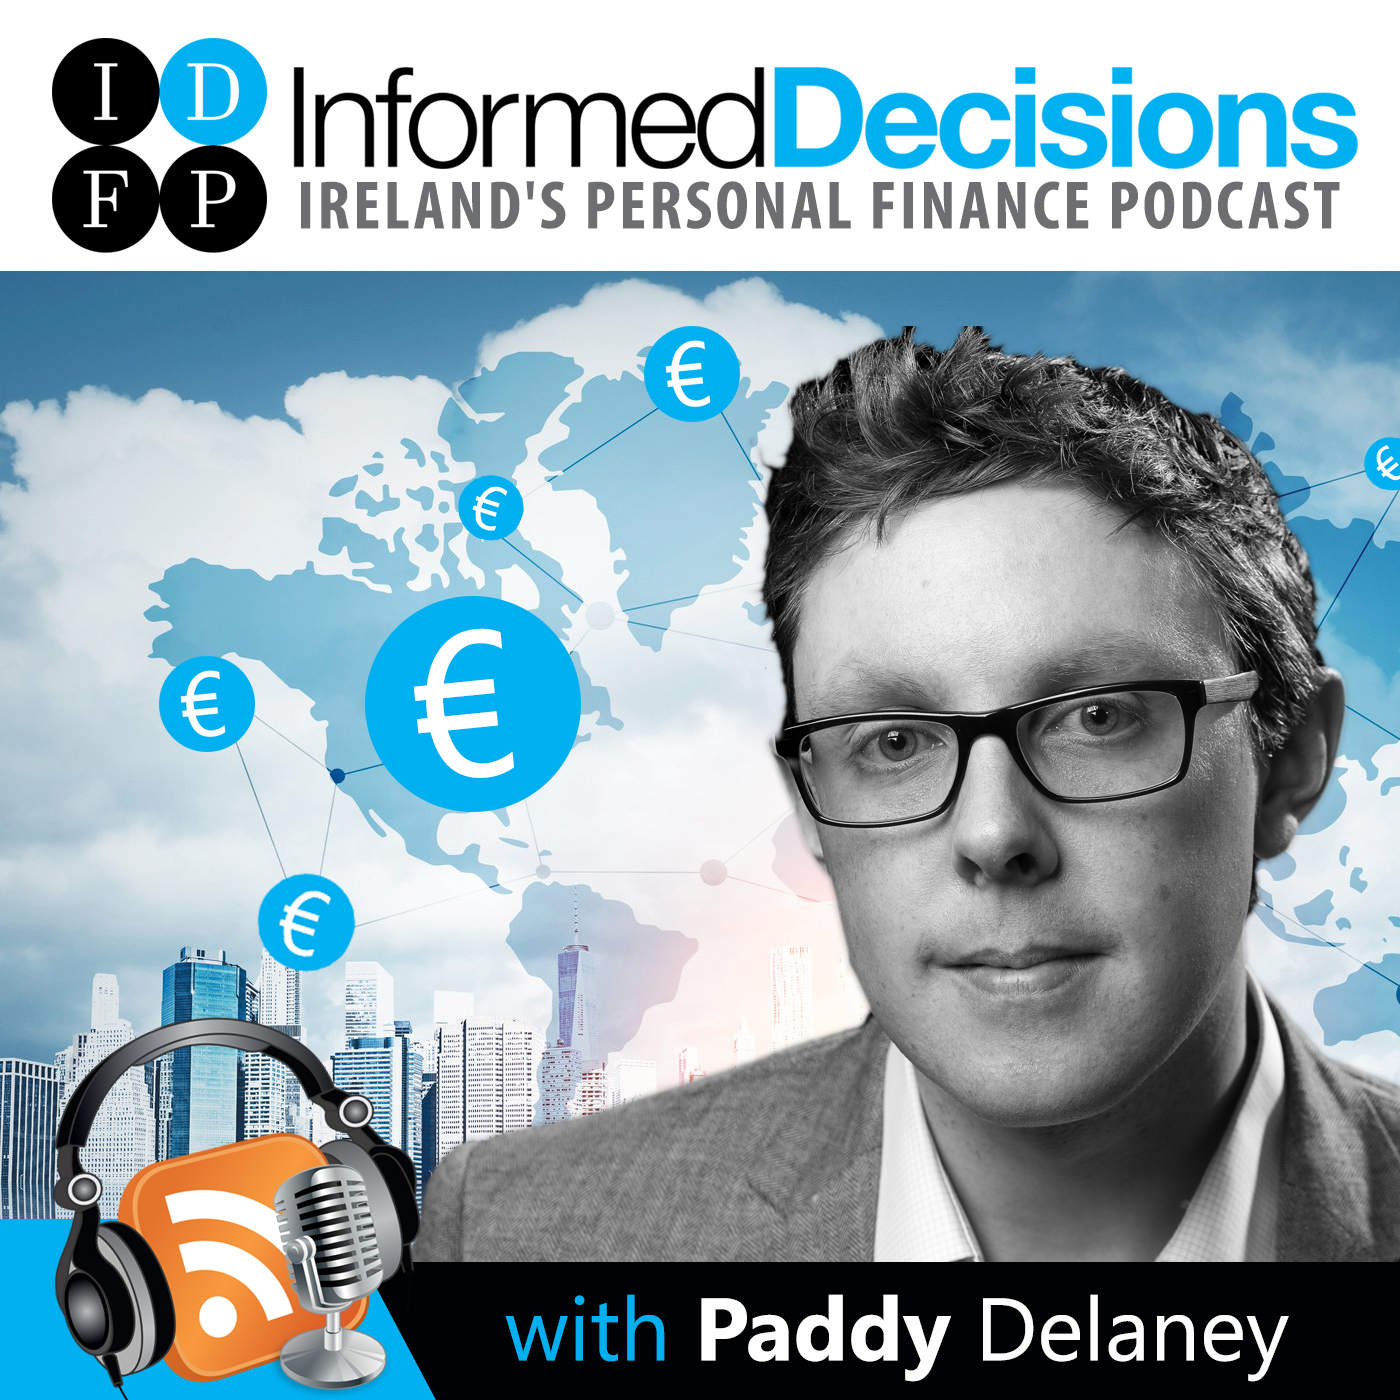 I D
F P
InformedDecisions
IRELAND'S PERSONAL FINANCE PODCAST
€
€
€
€
€
€
with Paddy Delaney